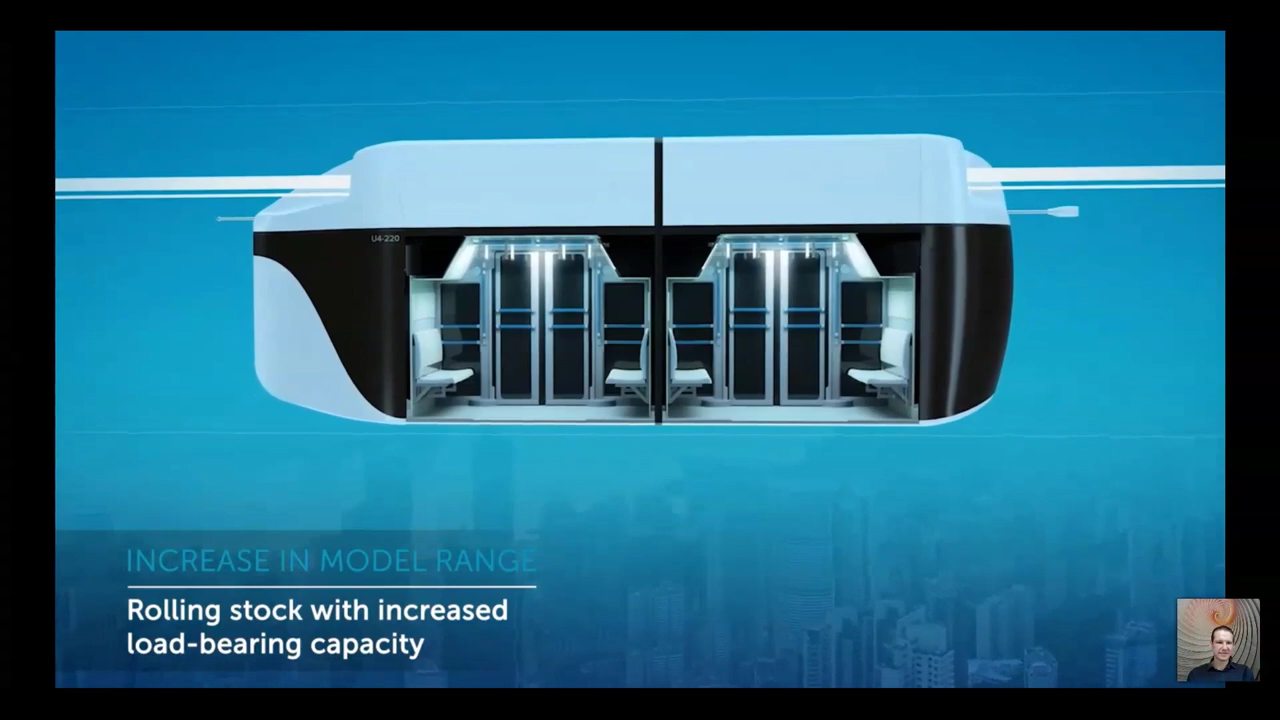 U4-220
INCREASE IN MODEL RANGE
Rolling stock with increased
load-bearing capacity